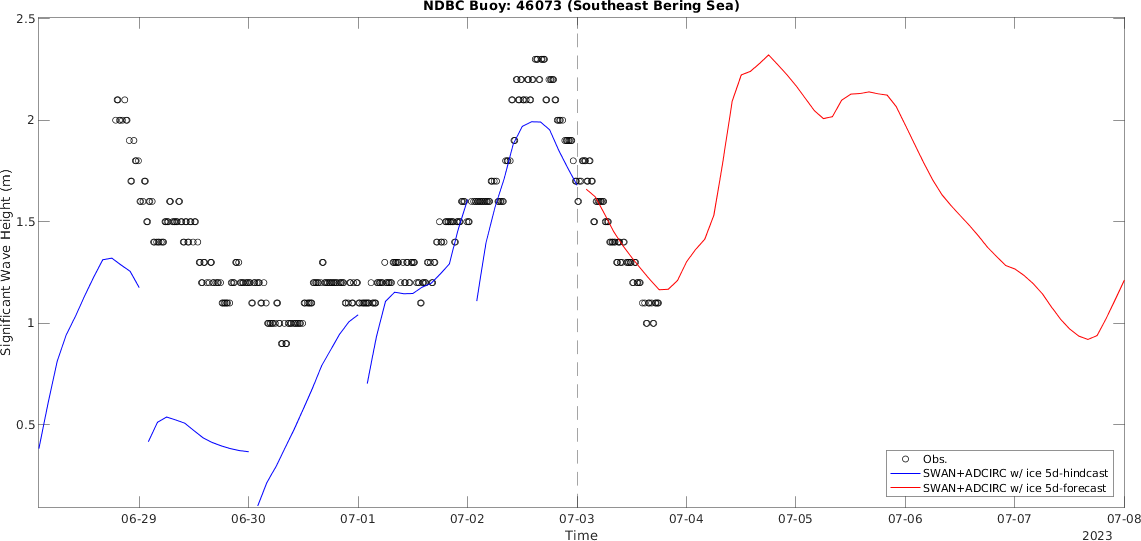 NDBC Buoy: 46073 (Southeast Bering Sea)
2.5
2
1.5
1
0.5
Significant Wave Height (m)
Obs.
SWAN+ADCIRC w/ ice 5d-hindcast
SWAN+ADCIRC w/ ice 5d-forecast
06-29 06-30 07-01 07-02 07-03 07-04 07-05 07-06 07-07 07-08
Time 2023